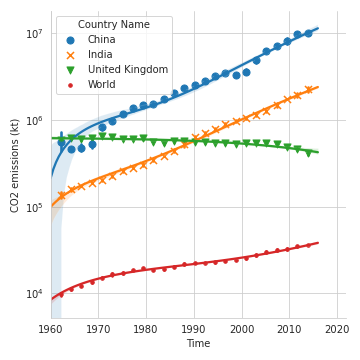 Country Name
China
India
United Kingdom
World
CO2 emissions (kt)
10⁷
10⁶
10⁵
10⁴
1960 1970 1980 1990 2000 2010 2020
Time